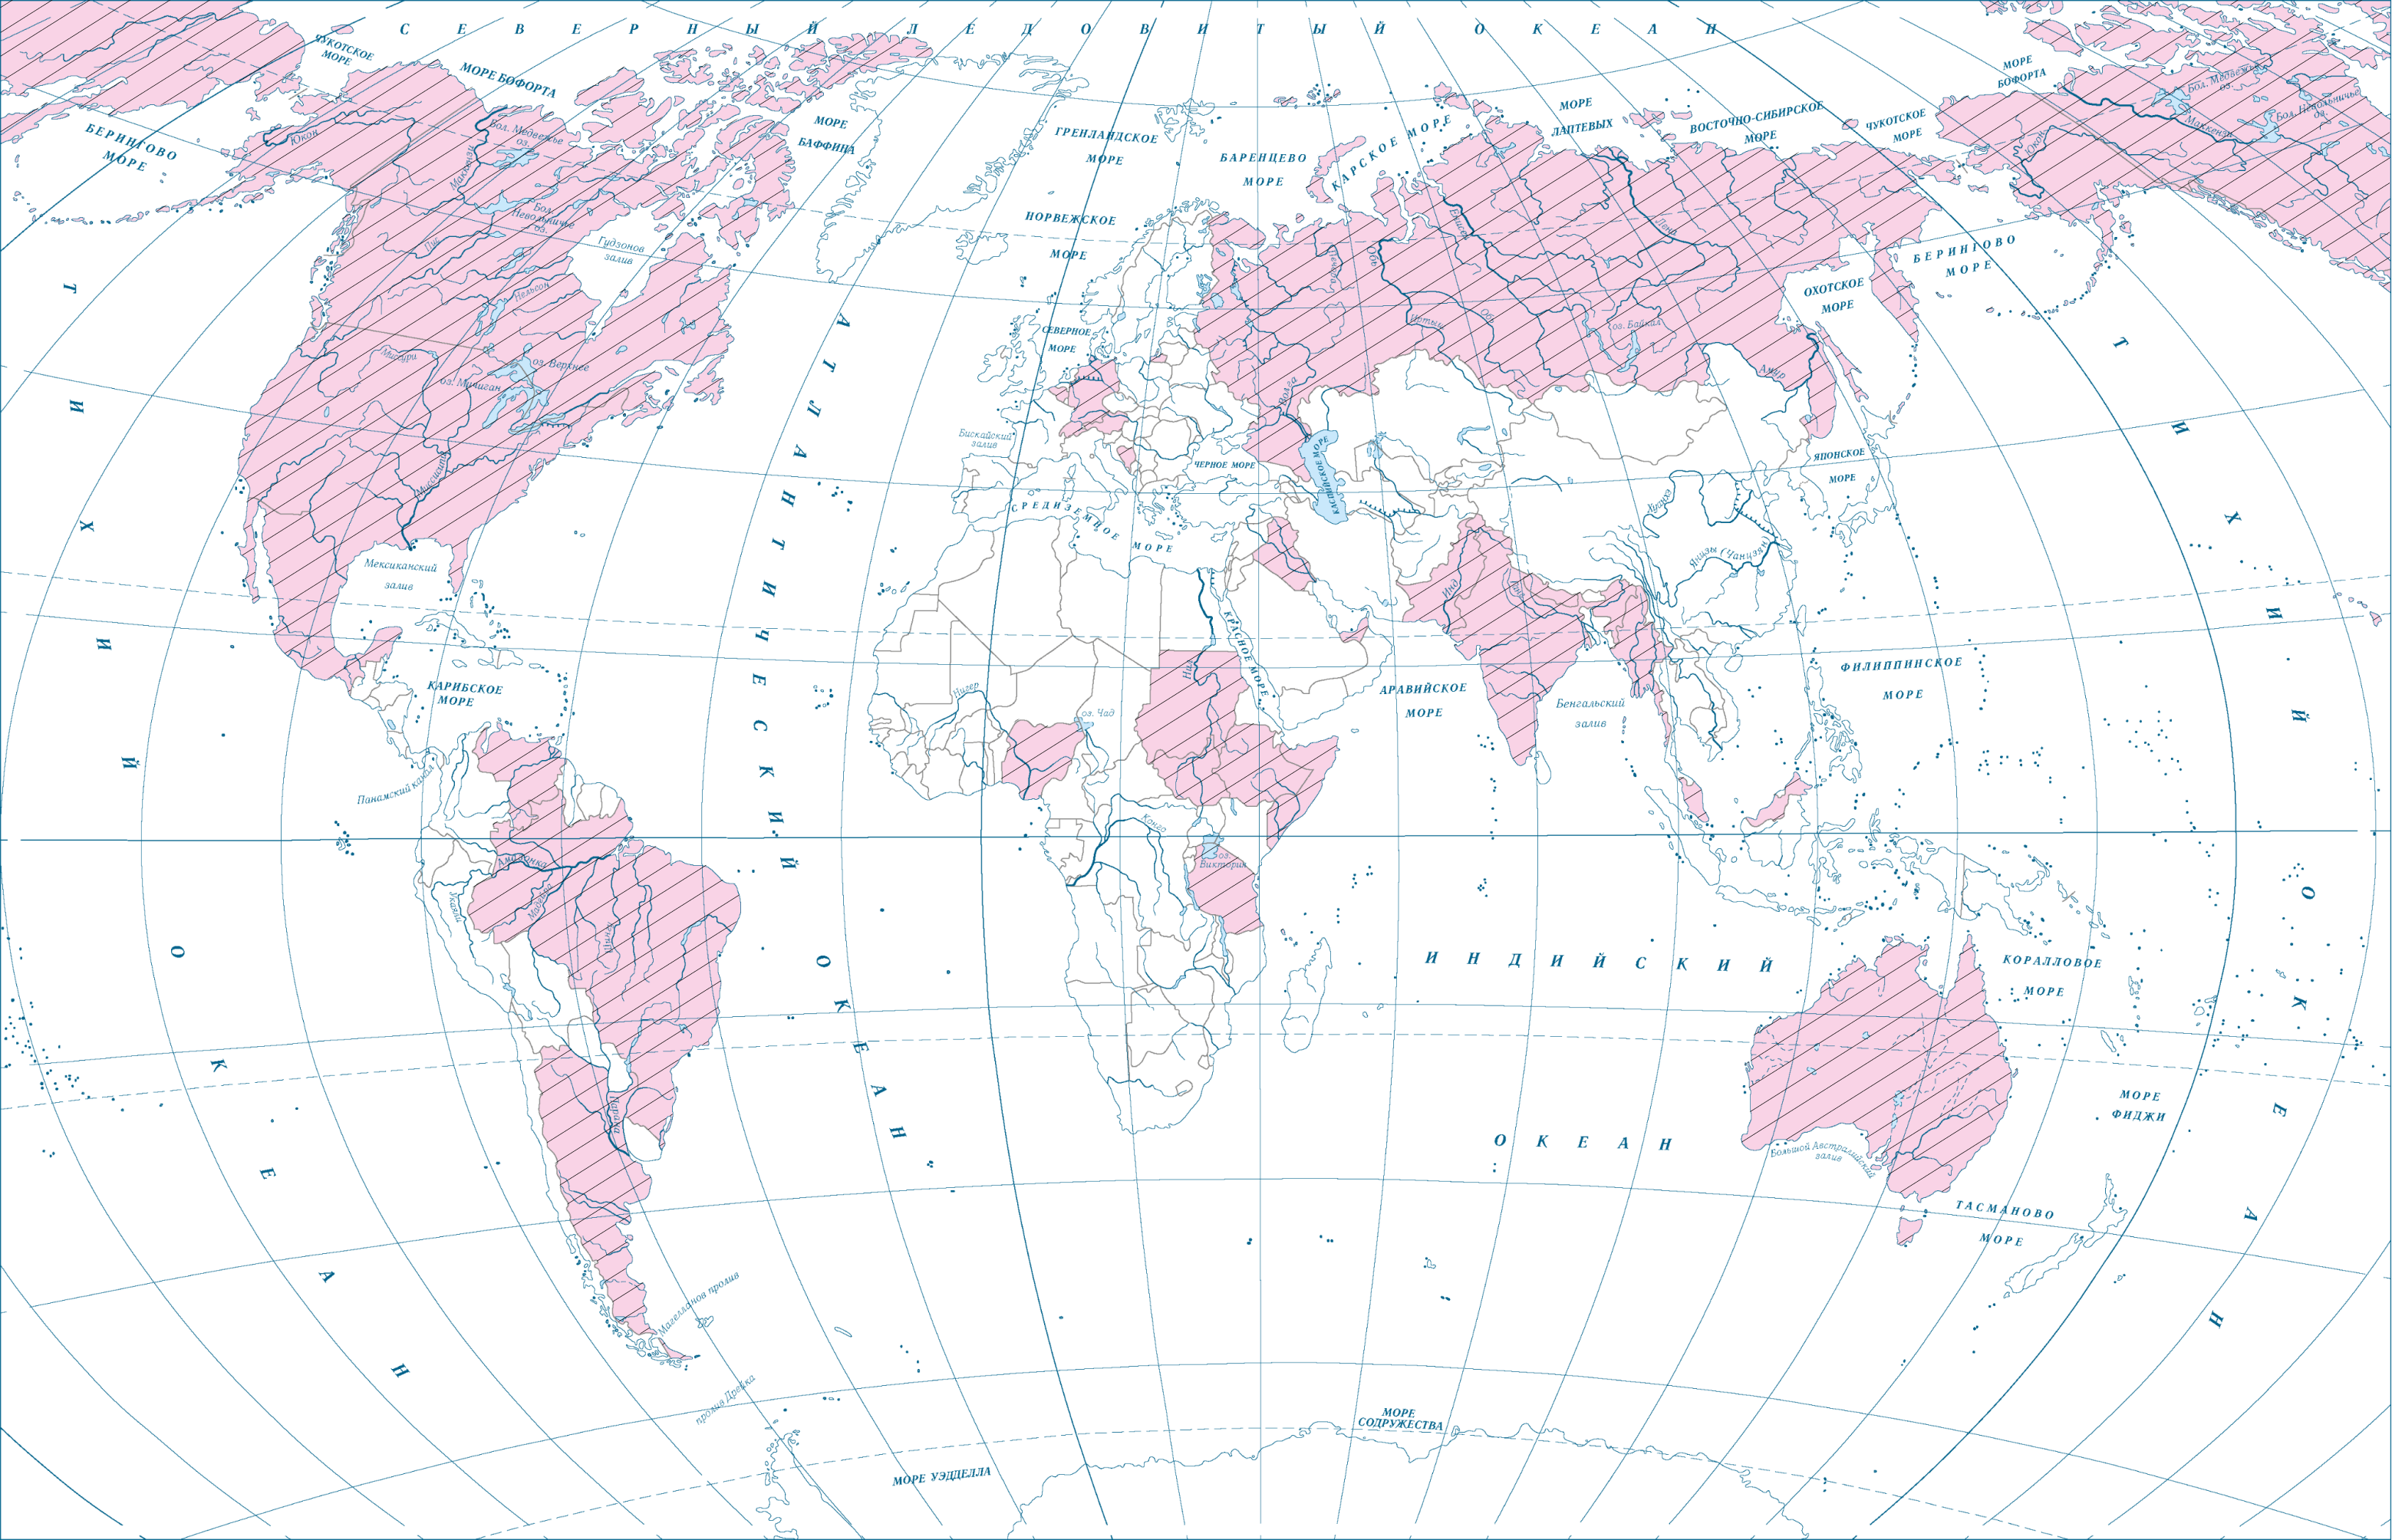 СЕВЕРНЫЙ ЛЕДОВИТЫЙ ОКЕАН
ЧУКОТСКОЕ
МОРЕ
МОРЕ БОФОРТА
БЕРИНГОВО
МОРЕ
Юкон
Маккензи
Бол. Медвежье
оз.
Бол.
Невольничье
оз.
МОРЕ
БАФФИНА
ГРЕНЛАНДСКОЕ
МОРЕ
НОРВЕЖСКОЕ
МОРЕ
БАРЕНЦЕВО
МОРЕ
КАРСКОЕ МОРЕ
МОРЕ
ЛАПТЕВЫХ
ВОСТОЧНО-СИБИРСКОЕ
МОРЕ
ЧУКОТСКОЕ
МОРЕ
МОРЕ
БОФОРТА
Бол. Медвежье
оз.
Бол. Невольничье
оз.
Маккензи
Юкон
БЕРИНГОВО
МОРЕ
ОХОТСКОЕ
МОРЕ
Гудзонов
залив
Нельсон
оз. Верхнее
оз. Мичиган
Миссури
Миссисипи
СЕВЕРНОЕ
МОРЕ
Печора
Обь
Енисей
Лена
Иртыш
Обь
оз. Байкал
Амур
Волга
Бискайский
залив
ЧЕРНОЕ МОРЕ
КАСПИЙСКОЕ МОРЕ
СРЕДИЗЕМНОЕ МОРЕ
ЯПОНСКОЕ
МОРЕ
Хуанхэ
Янцзы (Чанцзян)
Мексиканский
залив
КАРИБСКОЕ
МОРЕ
Панамский канал
АТЛАНТИЧЕСКИЙ ОКЕАН
ТИХИЙ ОКЕАН
ТИХИЙ ОКЕАН
Нигер
оз. Чад
Нил
КРАСНОЕ МОРЕ
Инд
Ганг
АРАВИЙСКОЕ
МОРЕ
Бенгальский
залив
ФИЛИППИНСКОЕ
МОРЕ
Амазонка
Мадейра
Укаяли
Шингу
Парана
Конго
оз.
Виктория
ИНДИЙСКИЙ
ОКЕАН
КОРАЛЛОВОЕ
МОРЕ
МОРЕ
ФИДЖИ
Большой Австралийский
залив
ТАСМАНОВО
МОРЕ
Магелланов пролив
пролив Дрейка
МОРЕ УЭДДЕЛЛА
МОРЕ
СОДРУЖЕСТВА